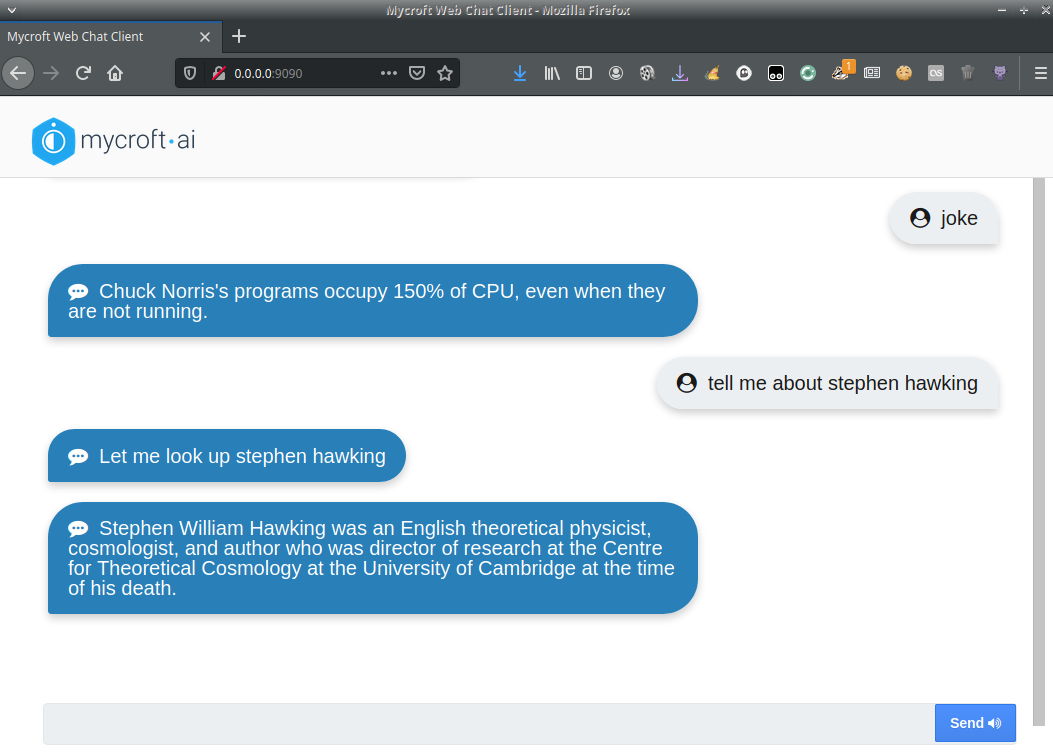 Mycroft Web Chat Client - Mozilla Firefox
Mycroft Web Chat Client
0.0.0.0:9090
1
mycroft·ai
joke
Chuck Norris's programs occupy 150% of CPU, even when they
are not running.
tell me about stephen hawking
Let me look up stephen hawking
Stephen William Hawking was an English theoretical physicist,
cosmologist, and author who was director of research at the Centre
for Theoretical Cosmology at the University of Cambridge at the time
of his death.
Send